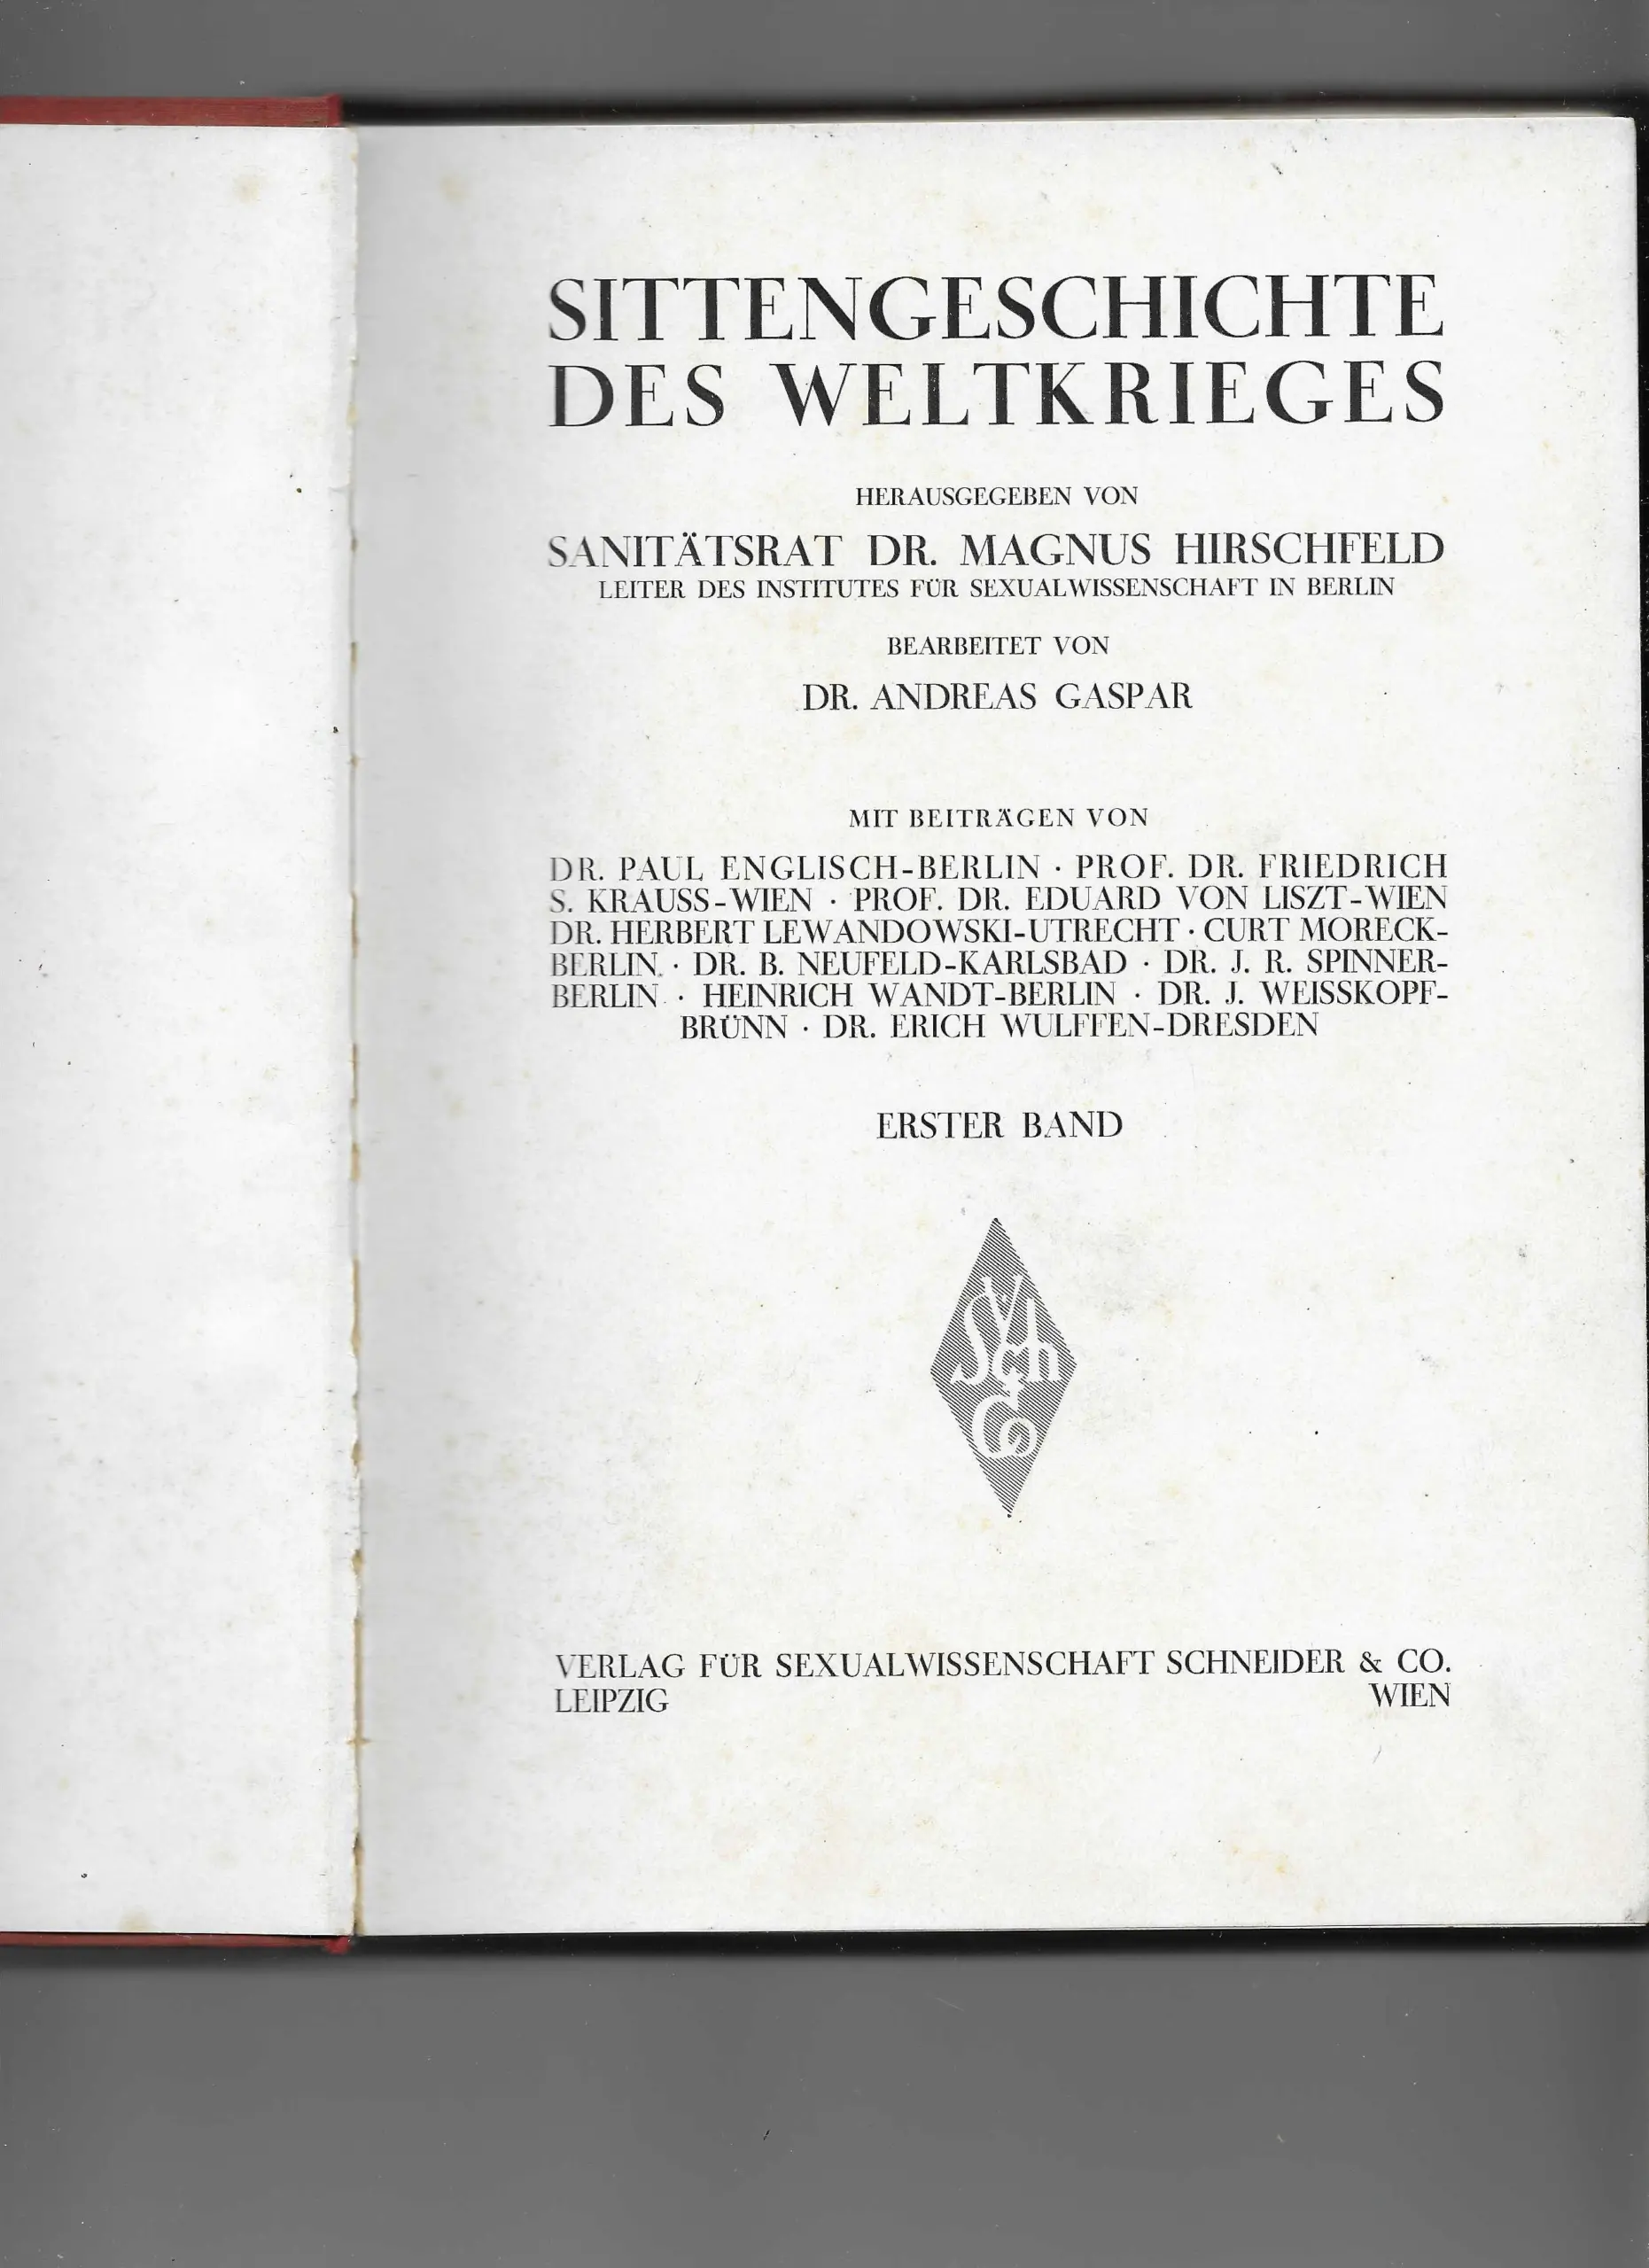 SITTENGESCHICHTE
DES WELTKRIEGES
HERAUSGEGEBEN VON
SANITÄTSRAT DR. MAGNUS HIRSCHFELD
LEITER DES INSTITUTES FÜR SEXUALWISSENSCHAFT IN BERLIN
BEARBEITET VON
DR. ANDREAS GASPAR
MIT BEITRÄGEN VON
DR. PAUL ENGLISCH-BERLIN · PROF. DR. FRIEDRICH
S. KRAUSS-WIEN · PROF. DR. EDUARD VON LISZT-WIEN
DR. HERBERT LEWANDOWSKI-UTRECHT · CURT MORECK-
BERLIN · DR. B. NEUFELD-KARLSBAD · DR. J. R. SPINNER-
BERLIN · HEINRICH WANDT-BERLIN · DR. J. WEISSKOPF-
BRÜNN · DR. ERICH WULFFEN-DRESDEN
ERSTER BAND
V
Sch
&
Co
VERLAG FÜR SEXUALWISSENSCHAFT SCHNEIDER & CO.
LEIPZIG WIEN